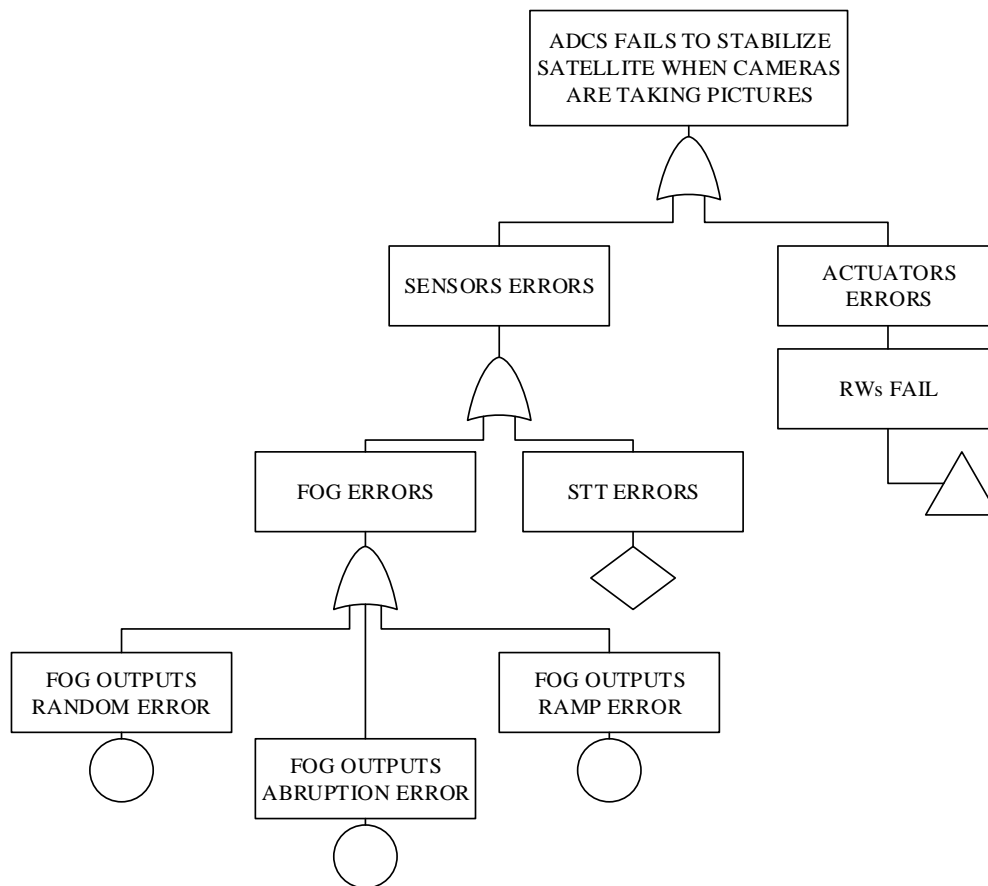 ADCS FAILS TO STABILIZE
SATELLITE WHEN CAMERAS
ARE TAKING PICTURES
SENSORS ERRORS
ACTUATORS
ERRORS
RWs FAIL
FOG ERRORS
STT ERRORS
FOG OUTPUTS
RANDOM ERROR
FOG OUTPUTS
RAMP ERROR
FOG OUTPUTS
ABRUPTION ERROR